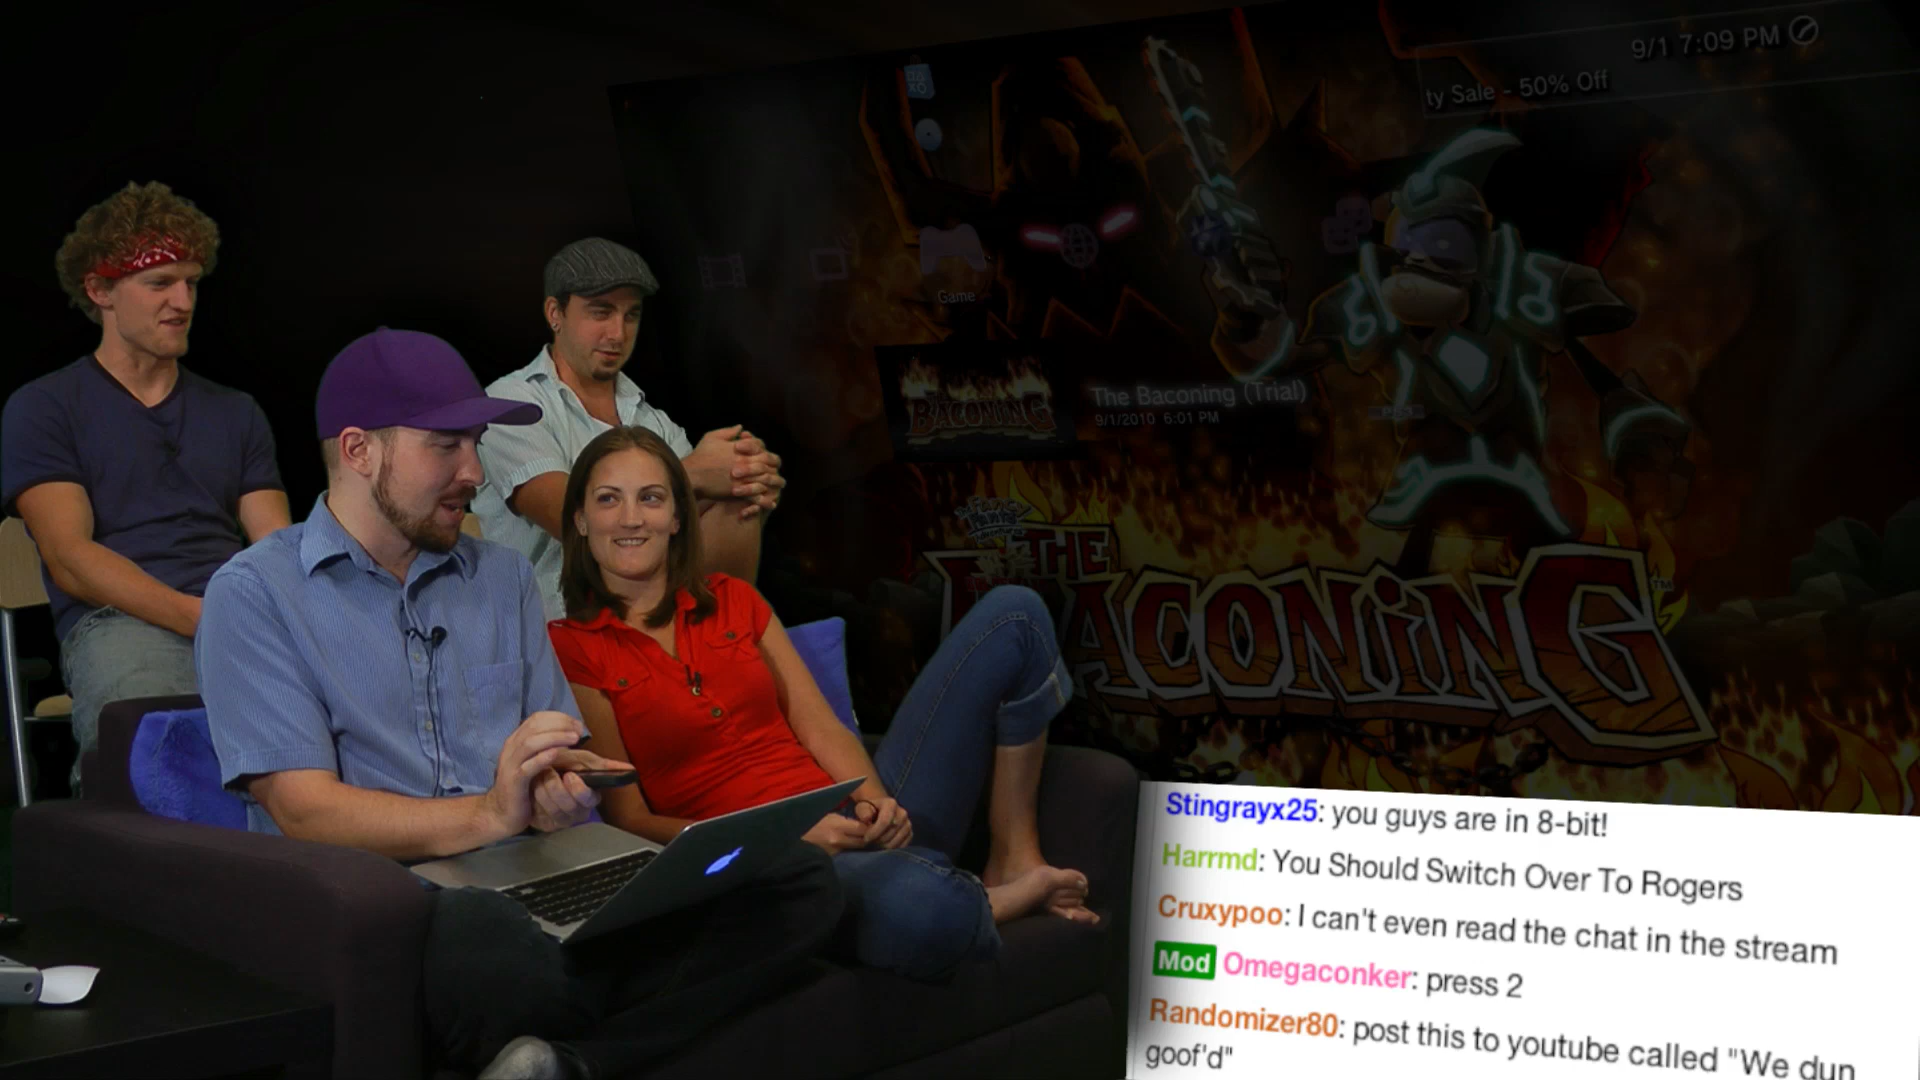 9/1 7:09 PM
ty Sale - 50% Off
Game
The Baconing (Trial)
9/1/2010 6:01 PM
BACONING
PS3
THE
BACONING™
Stingrayx25: you guys are in 8-bit!
Harrmd: You Should Switch Over To Rogers
Cruxypoo: I can't even read the chat in the stream
Mod Omegaconker: press 2
Randomizer80: post this to youtube called "We dun
goof'd"